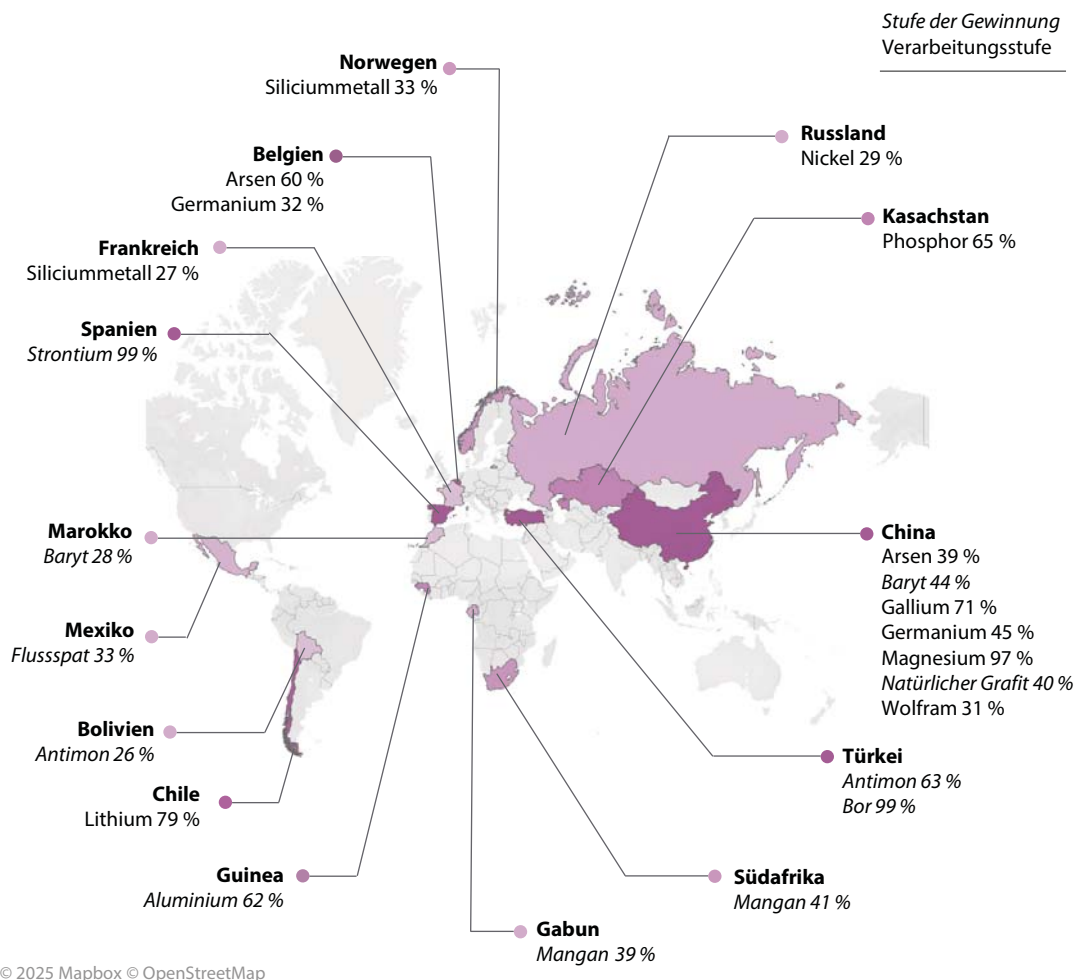 Stufe der Gewinnung
Verarbeitungsstufe
Norwegen
Siliciummetall 33 %
Russland
Nickel 29 %
Belgien
Arsen 60 %
Germanium 32 %
Kasachstan
Phosphor 65 %
Frankreich
Siliciummetall 27 %
Spanien
Strontium 99 %
Marokko
Baryt 28 %
China
Arsen 39 %
Baryt 44 %
Gallium 71 %
Germanium 45 %
Magnesium 97 %
Natürlicher Grafit 40 %
Wolfram 31 %
Mexiko
Flussspat 33 %
Bolivien
Antimon 26 %
Türkei
Antimon 63 %
Bor 99 %
Chile
Lithium 79 %
Guinea
Aluminium 62 %
Südafrika
Mangan 41 %
Gabun
Mangan 39 %
© 2025 Mapbox © OpenStreetMap